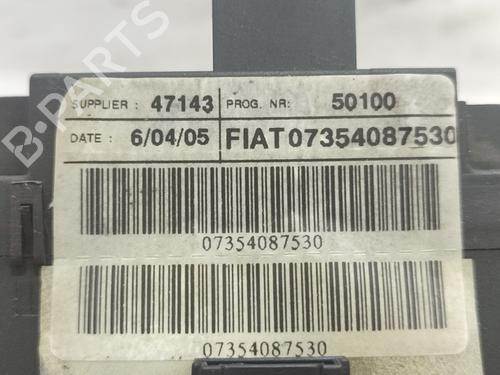 SUPPLIER : 47143 PROG. NR: 50100
DATE : 6/04/05 FIAT07354087530
07354087530
07354087530
B-PARTS